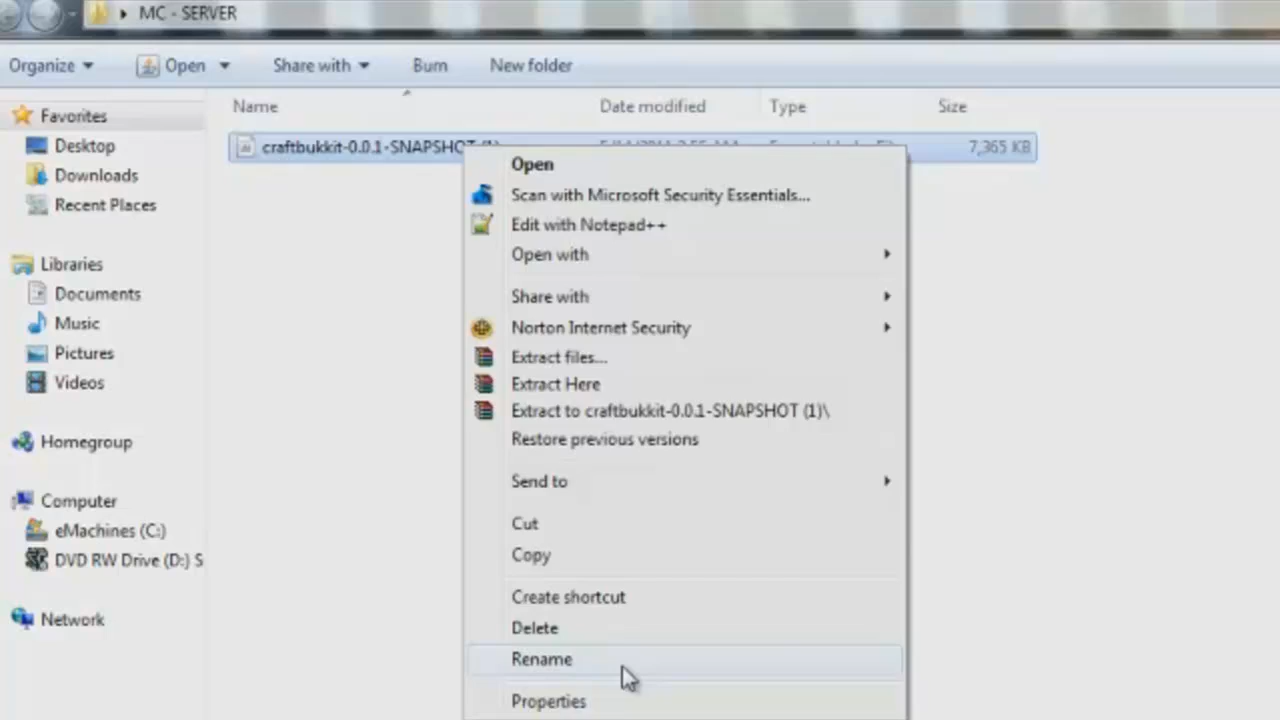 MC - SERVER
Organize
Open
Share with
Burn
New folder
Name
Date modified
Type
Size
Favorites
Desktop
Downloads
Recent Places
Libraries
Documents
Music
Pictures
Videos
Homegroup
Computer
eMachines (C:)
DVD RW Drive (D:) S
Network
craftbukkit-0.0.1-SNAPSHOT (1)
7,365 KB
Open
Scan with Microsoft Security Essentials...
Edit with Notepad++
Open with
Share with
Norton Internet Security
Extract files...
Extract Here
Extract to craftbukkit-0.0.1-SNAPSHOT (1)\
Restore previous versions
Send to
Cut
Copy
Create shortcut
Delete
Rename
Properties